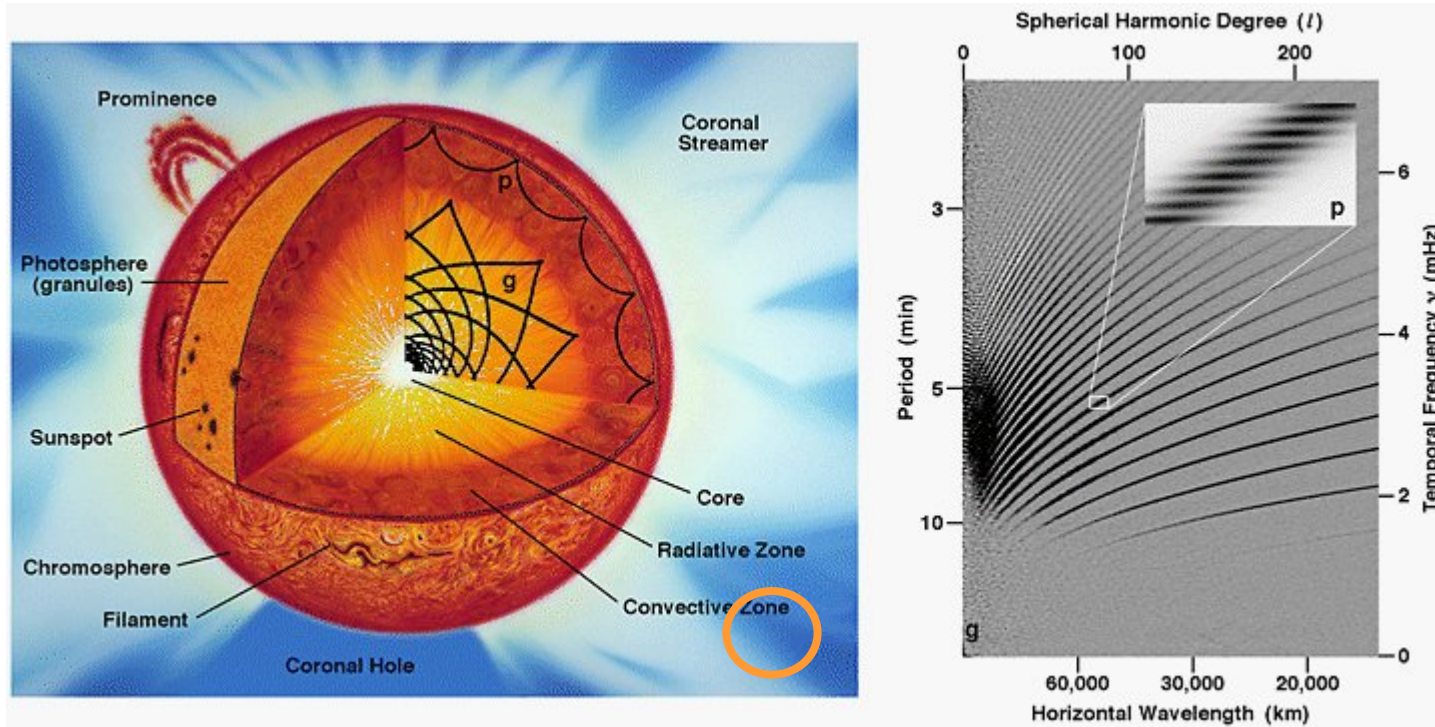 Prominence
Coronal
Streamer
p
g
Photosphere
(granules)
Sunspot
Core
Radiative Zone
Chromosphere
Convective Zone
Filament
Coronal Hole
Spherical Harmonic Degree (l)
0
100
200
p
3
5
10
Period (min)
6
4
2
0
Temporal Frequency ν (mHz)
g
60,000
30,000
20,000
Horizontal Wavelength (km)